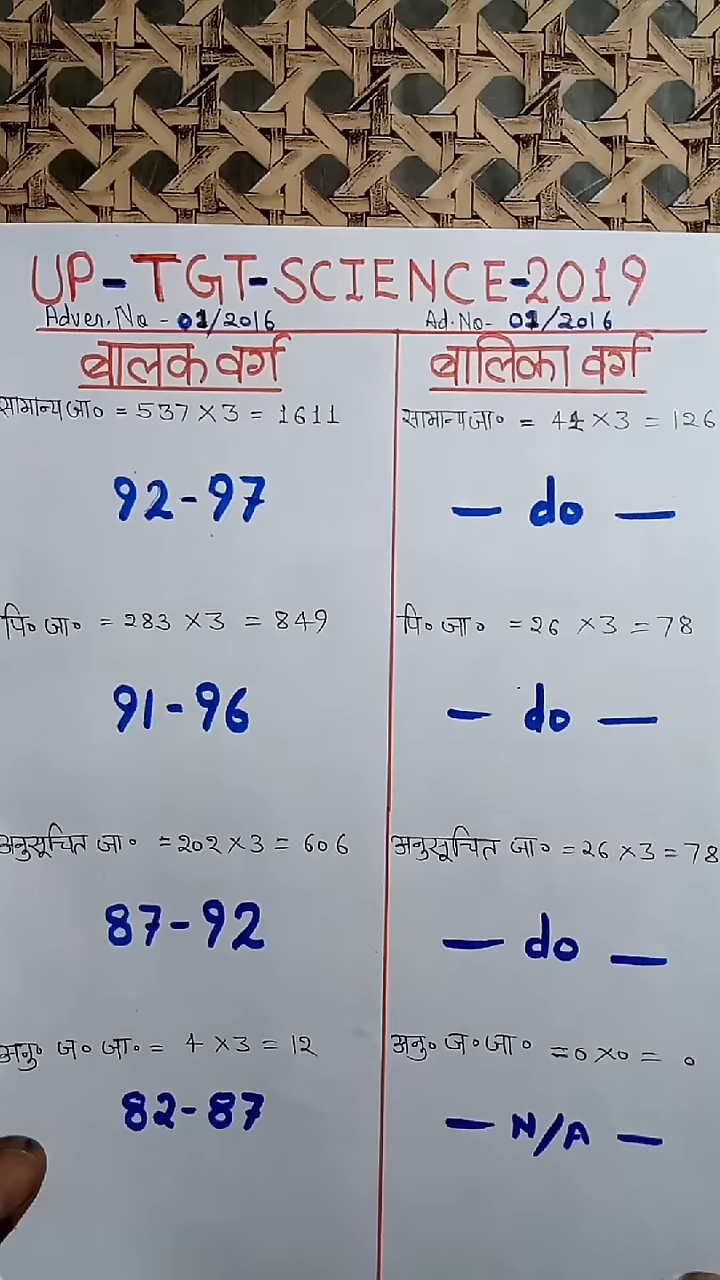 UP-TGT-SCIENCE-2019
Adver. No - 01/2016
Ad. No- 01/2016
बालक वर्ग
सामान्य जा० = 537 × 3 = 1611
92-97
पि० जा० = 283 × 3 = 849
91-96
अनुसूचित जा० = 202 × 3 = 606
87-92
अनु० ज० जा० = 4 × 3 = 12
82-87
बालिका वर्ग
सामान्य जा० = 42 × 3 = 126
— do —
पि० जा० = 26 × 3 = 78
— do —
अनुसूचित जा० = 26 × 3 = 78
— do —
अनु० ज० जा० = 0 × 0 = 0
— N/A —